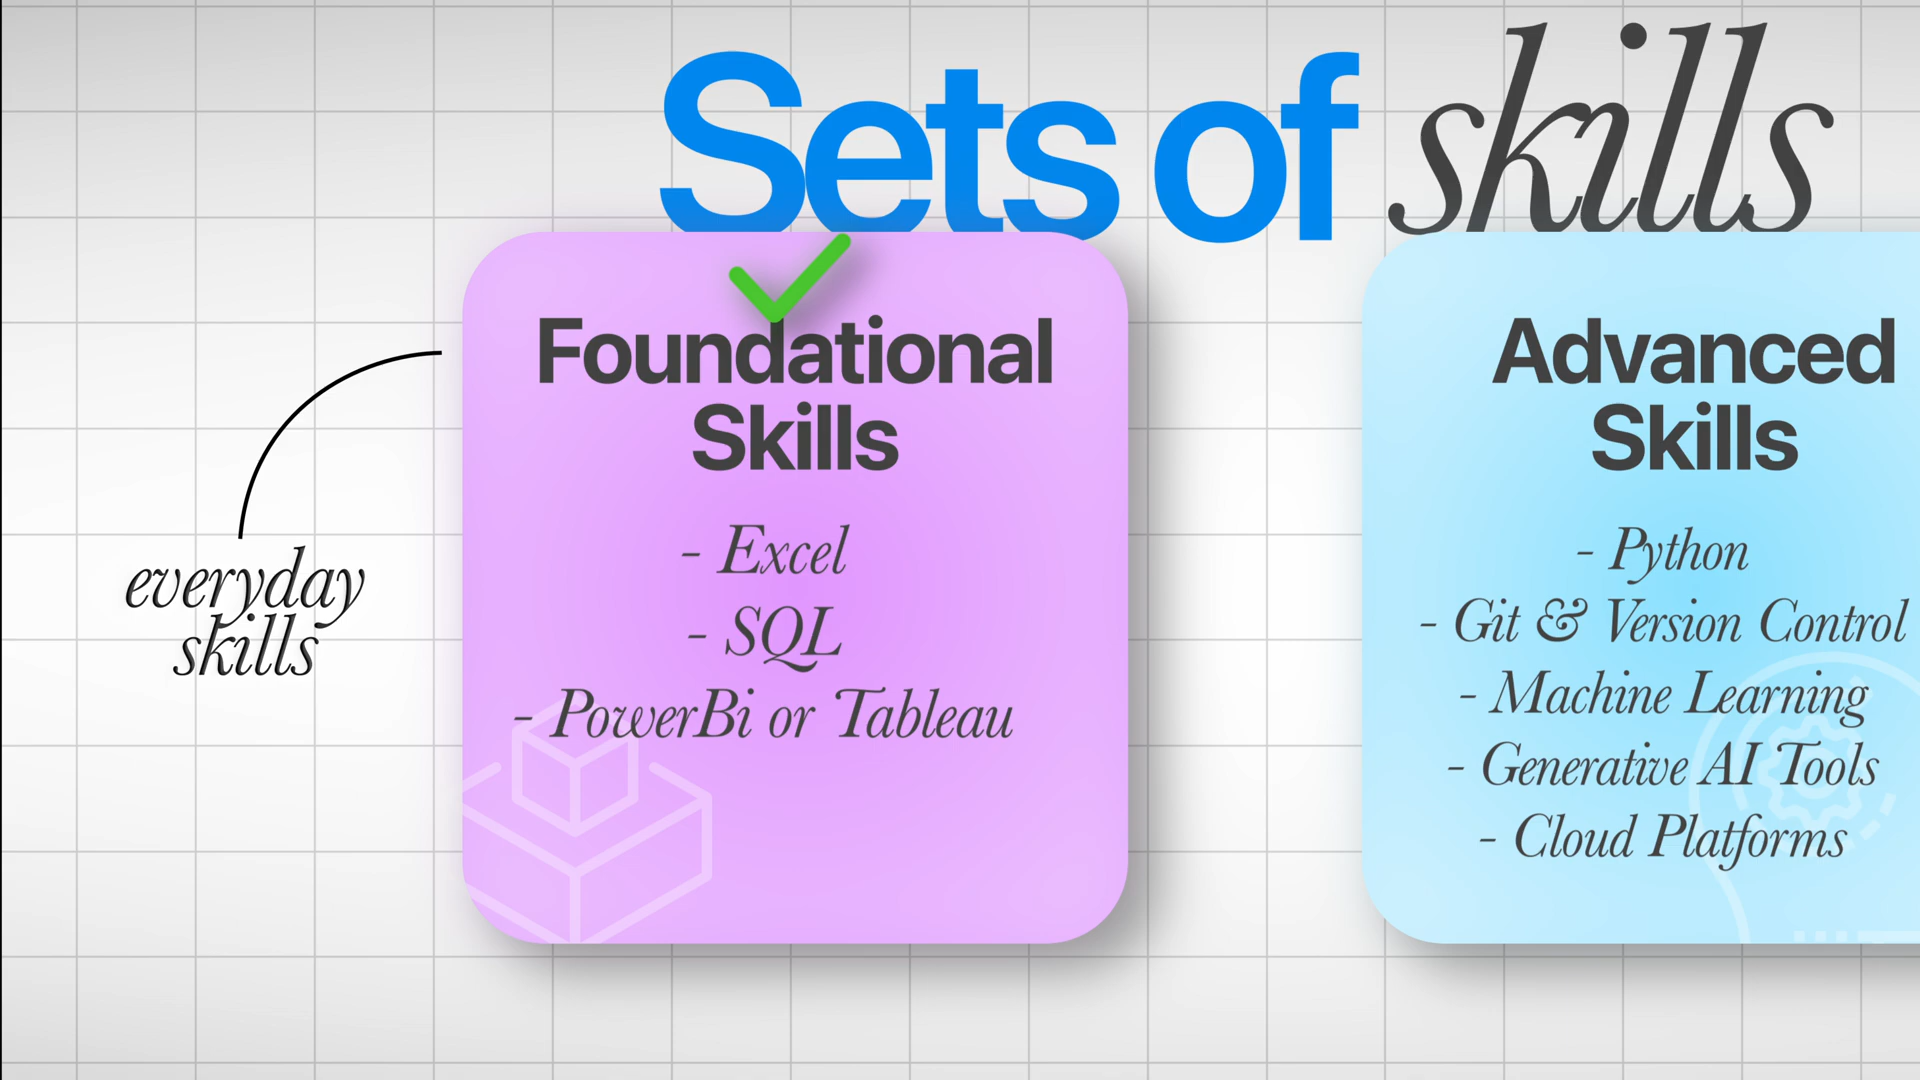 Sets of skills
Foundational
Skills
- Excel
- SQL
- PowerBi or Tableau
everyday
skills
Advanced
Skills
- Python
- Git & Version Control
- Machine Learning
- Generative AI Tools
- Cloud Platforms